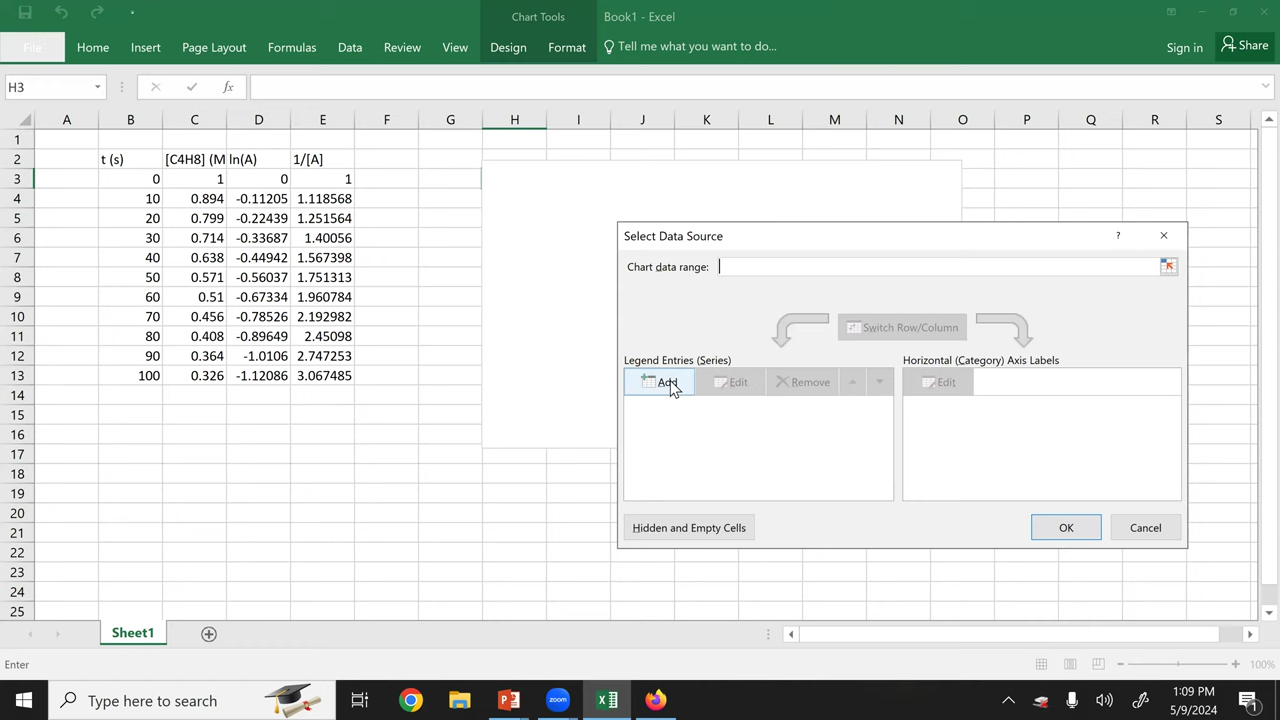 Chart Tools
Book1 - Excel
File
Home
Insert
Page Layout
Formulas
Data
Review
View
Design
Format
Tell me what you want to do...
Sign in
Share
H3
fx
A B C D E F G H I J K L M N O P Q R S
1
2 t (s) [C4H8] (M ln(A) 1/[A]
3 0 1 0 1
4 10 0.894 -0.11205 1.118568
5 20 0.799 -0.22439 1.251564
6 30 0.714 -0.33687 1.40056
7 40 0.638 -0.44942 1.567398
8 50 0.571 -0.56037 1.751313
9 60 0.51 -0.67334 1.960784
10 70 0.456 -0.78526 2.192982
11 80 0.408 -0.89649 2.45098
12 90 0.364 -1.0106 2.747253
13 100 0.326 -1.12086 3.067485
14
15
16
17
18
19
20
21
22
23
24
25
Select Data Source
?
Chart data range:
Switch Row/Column
Legend Entries (Series)
Horizontal (Category) Axis Labels
Add
Edit
Remove
Edit
Hidden and Empty Cells
OK
Cancel
Sheet1
Enter
100%
Type here to search
zoom
1:09 PM
5/9/2024
1